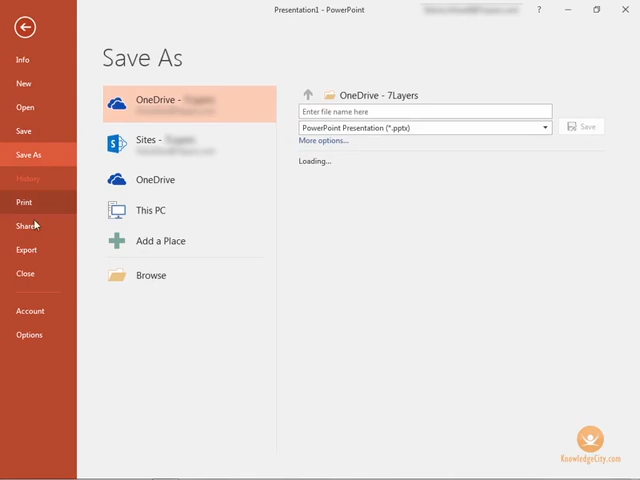 Presentation1 - PowerPoint
?
Info
New
Open
Save
Save As
History
Print
Share
Export
Close
Account
Options
Save As
OneDrive -
Sites -
OneDrive
This PC
Add a Place
Browse
OneDrive - 7Layers
Enter file name here
PowerPoint Presentation (*.pptx)
Save
More options...
Loading...
KnowledgeCity.com